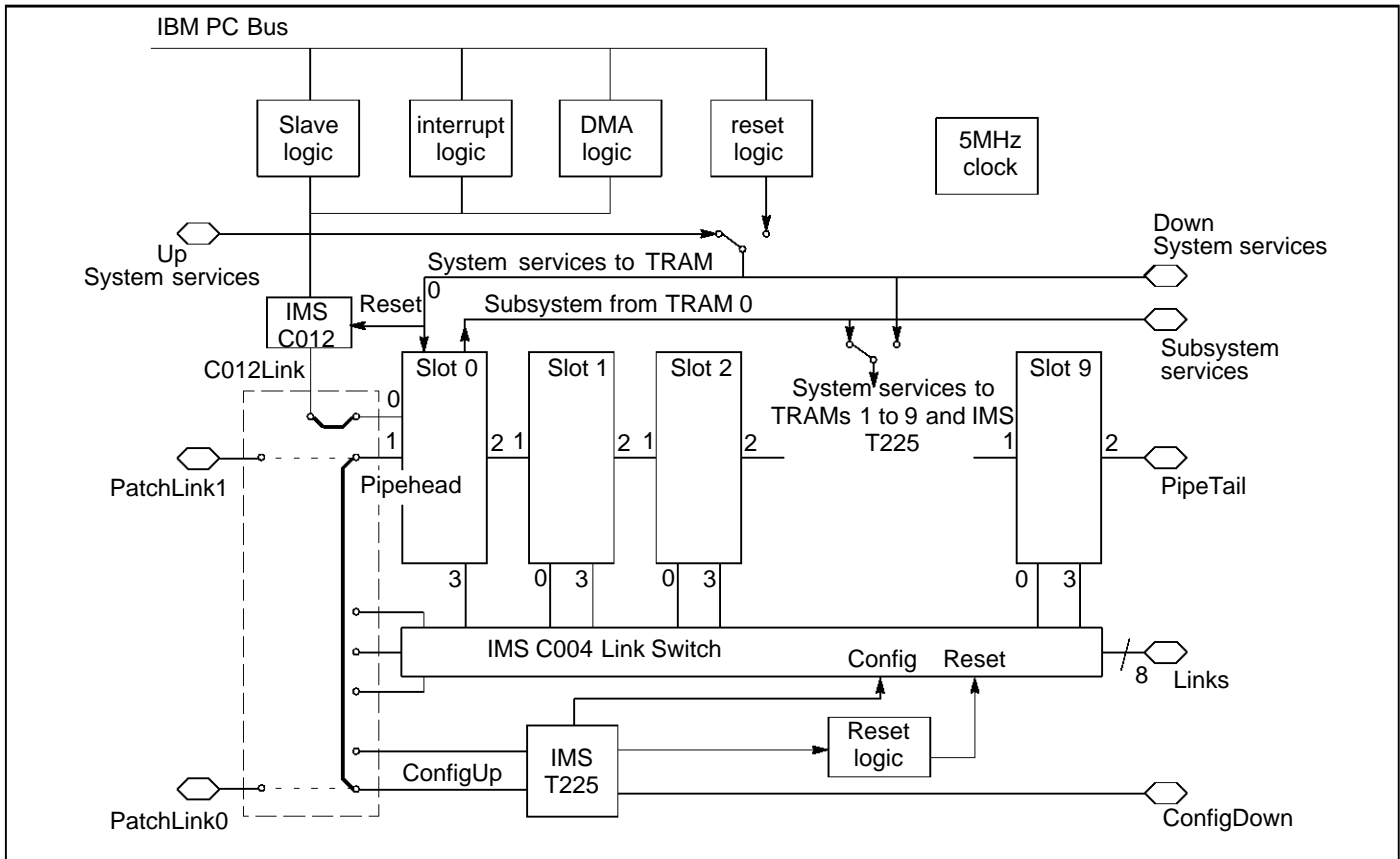 IBM PC Bus
Slave
logic
interrupt
logic
DMA
logic
reset
logic
5MHz
clock
Up
System services
Down
System services
System services to TRAM
0
Reset
Subsystem from TRAM 0
IMS
C012
Subsystem
services
C012Link
Slot 0
Slot 1
Slot 2
Slot 9
System services to
TRAMs 1 to 9 and IMS
T225
0
1
2
1
2
1
2
1
2
PatchLink1
Pipehead
PipeTail
3
0
3
0
3
0
3
IMS C004 Link Switch
Config
Reset
8
Links
IMS
T225
Reset
logic
ConfigUp
PatchLink0
ConfigDown